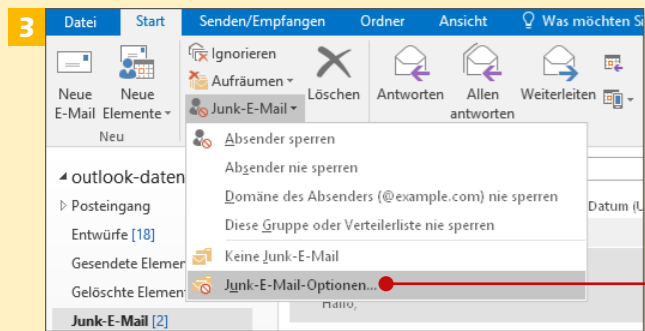 3
Datei Start Senden/Empfangen Ordner Ansicht Was möchten Si
Ignorieren
Aufräumen
Junk-E-Mail
Neue E-Mail
Neue Elemente
Löschen
Antworten
Allen antworten
Weiterleiten
Neu
Absender sperren
Absender nie sperren
Domäne des Absenders (@example.com) nie sperren
Diese Gruppe oder Verteilerliste nie sperren
Keine Junk-E-Mail
Junk-E-Mail-Optionen...
outlook-daten
Posteingang
Entwürfe [18]
Gesendete Elemen
Gelöschte Elemen
Junk-E-Mail [2]
Datum (U
Hallo,